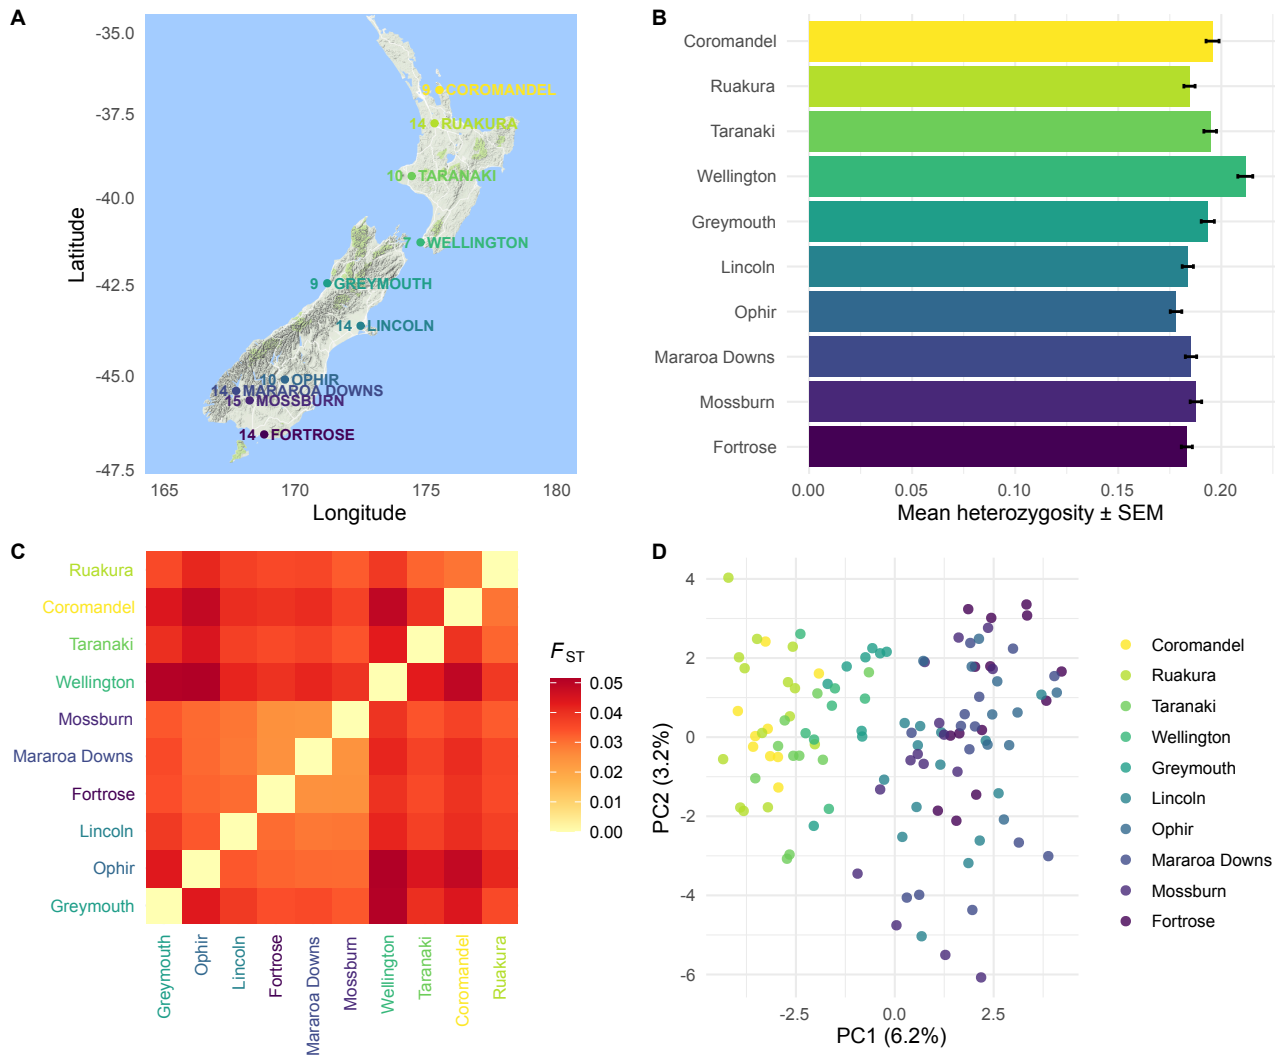 A
-35.0
-37.5
-40.0
-42.5
-45.0
-47.5
Latitude
9 COROMANDEL
14 RUAKURA
10 TARANAKI
7 WELLINGTON
9 GREYMOUTH
14 LINCOLN
10 OPHIR
14 MARAROA DOWNS
15 MOSSBURN
14 FORTROSE
165 170 175 180
Longitude
B
Coromandel
Ruakura
Taranaki
Wellington
Greymouth
Lincoln
Ophir
Mararoa Downs
Mossburn
Fortrose
0.00 0.05 0.10 0.15 0.20
Mean heterozygosity ± SEM
C
Ruakura
Coromandel
Taranaki
Wellington
Mossburn
Mararoa Downs
Fortrose
Lincoln
Ophir
Greymouth
Greymouth
Ophir
Lincoln
Fortrose
Mararoa Downs
Mossburn
Wellington
Taranaki
Coromandel
Ruakura
FST
0.05
0.04
0.03
0.02
0.01
0.00
D
4
2
0
-2
-4
-6
PC2 (3.2%)
-2.5 0.0 2.5
PC1 (6.2%)
Coromandel
Ruakura
Taranaki
Wellington
Greymouth
Lincoln
Ophir
Mararoa Downs
Mossburn
Fortrose